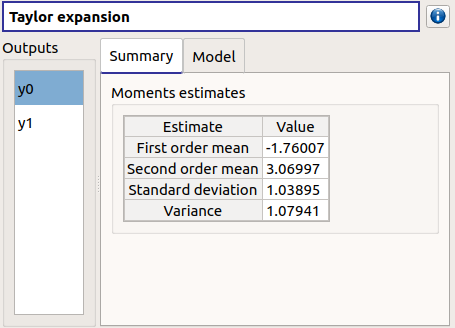 Taylor expansion
Outputs
y0
y1
Summary Model
Moments estimates
Estimate Value
First order mean -1.76007
Second order mean 3.06997
Standard deviation 1.03895
Variance 1.07941